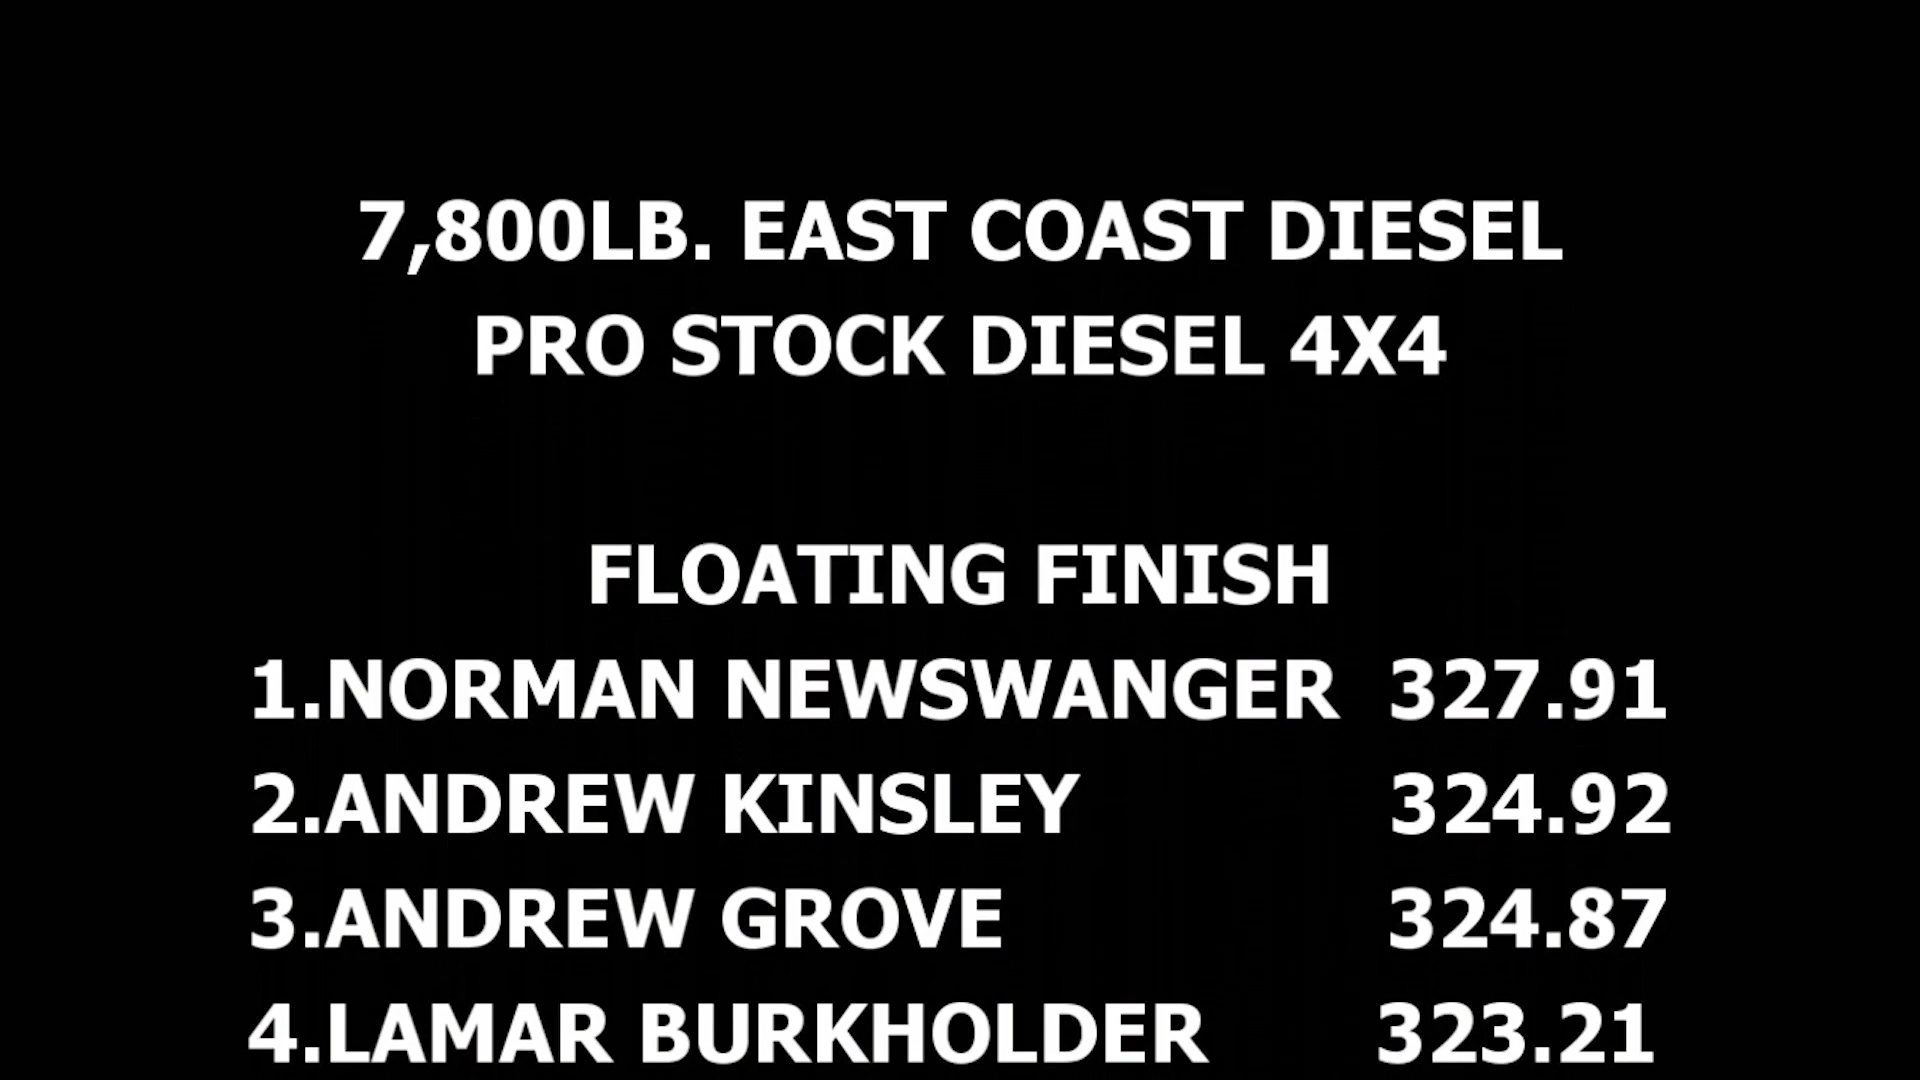 7,800LB. EAST COAST DIESEL
PRO STOCK DIESEL 4X4
FLOATING FINISH
1.NORMAN NEWSWANGER 327.91
2.ANDREW KINSLEY 324.92
3.ANDREW GROVE 324.87
4.LAMAR BURKHOLDER 323.21